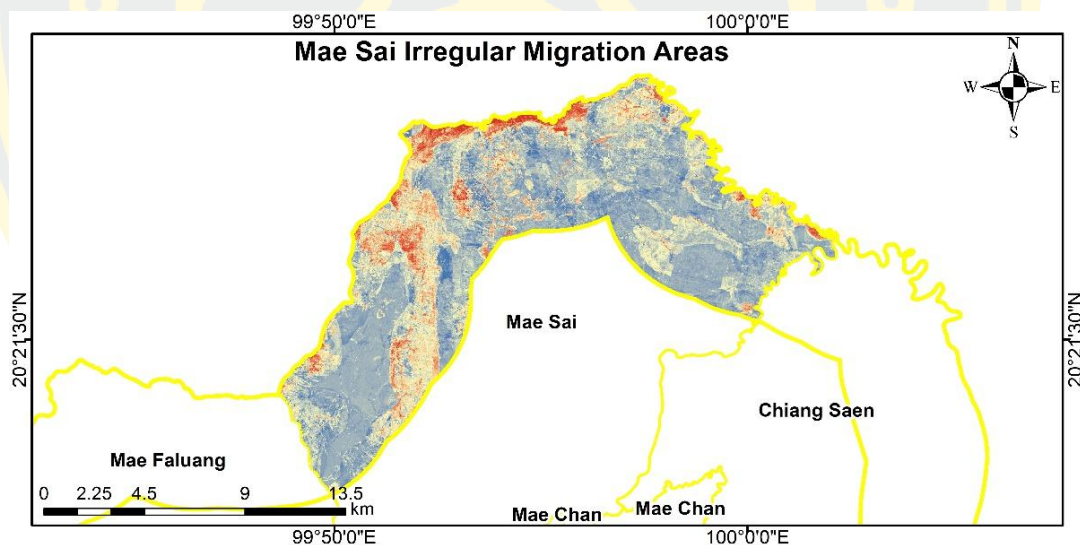 99°50'0"E
100°0'0"E
Mae Sai Irregular Migration Areas
N
W
E
S
20°21'30"N
20°21'30"N
Mae Sai
Chiang Saen
Mae Faluang
0 2.25 4.5 9 13.5
km
Mae Chan
Mae Chan
99°50'0"E
100°0'0"E